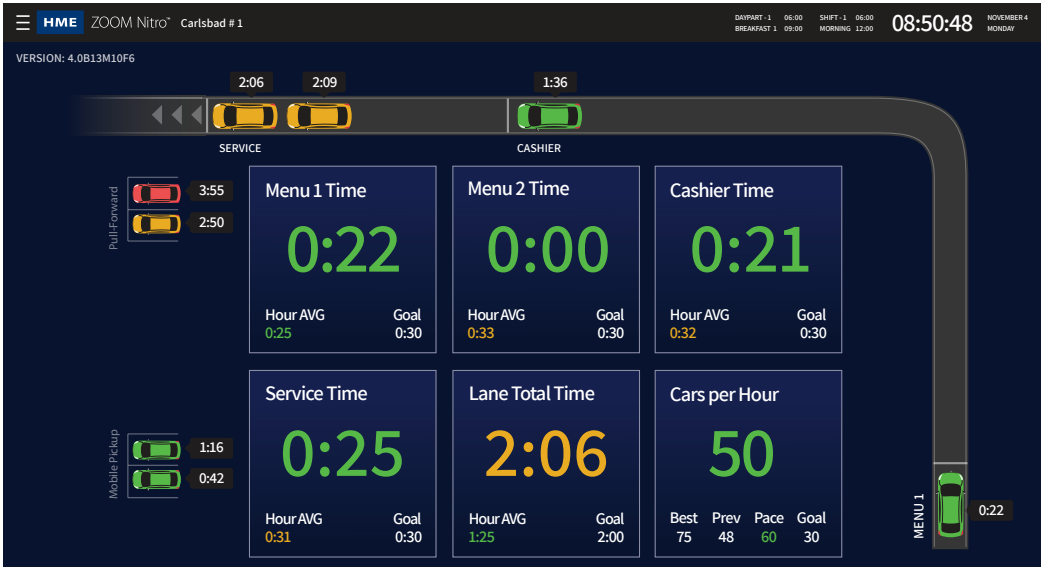 HME ZOOM Nitro™ Carlsbad # 1
DAYPART - 1 06:00 SHIFT - 1 06:00
BREAKFAST 1 09:00 MORNING 12:00
08:50:48
NOVEMBER 4
MONDAY
VERSION: 4.0B13M10F6
2:06 2:09 1:36
SERVICE CASHIER
Pull-Forward
3:55
2:50
Menu 1 Time
0:22
Hour AVG Goal
0:25 0:30
Menu 2 Time
0:00
Hour AVG Goal
0:33 0:30
Cashier Time
0:21
Hour AVG Goal
0:32 0:30
Mobile Pickup
1:16
0:42
Service Time
0:25
Hour AVG Goal
0:31 0:30
Lane Total Time
2:06
Hour AVG Goal
1:25 2:00
Cars per Hour
50
Best Prev Pace Goal
75 48 60 30
MENU 1
0:22